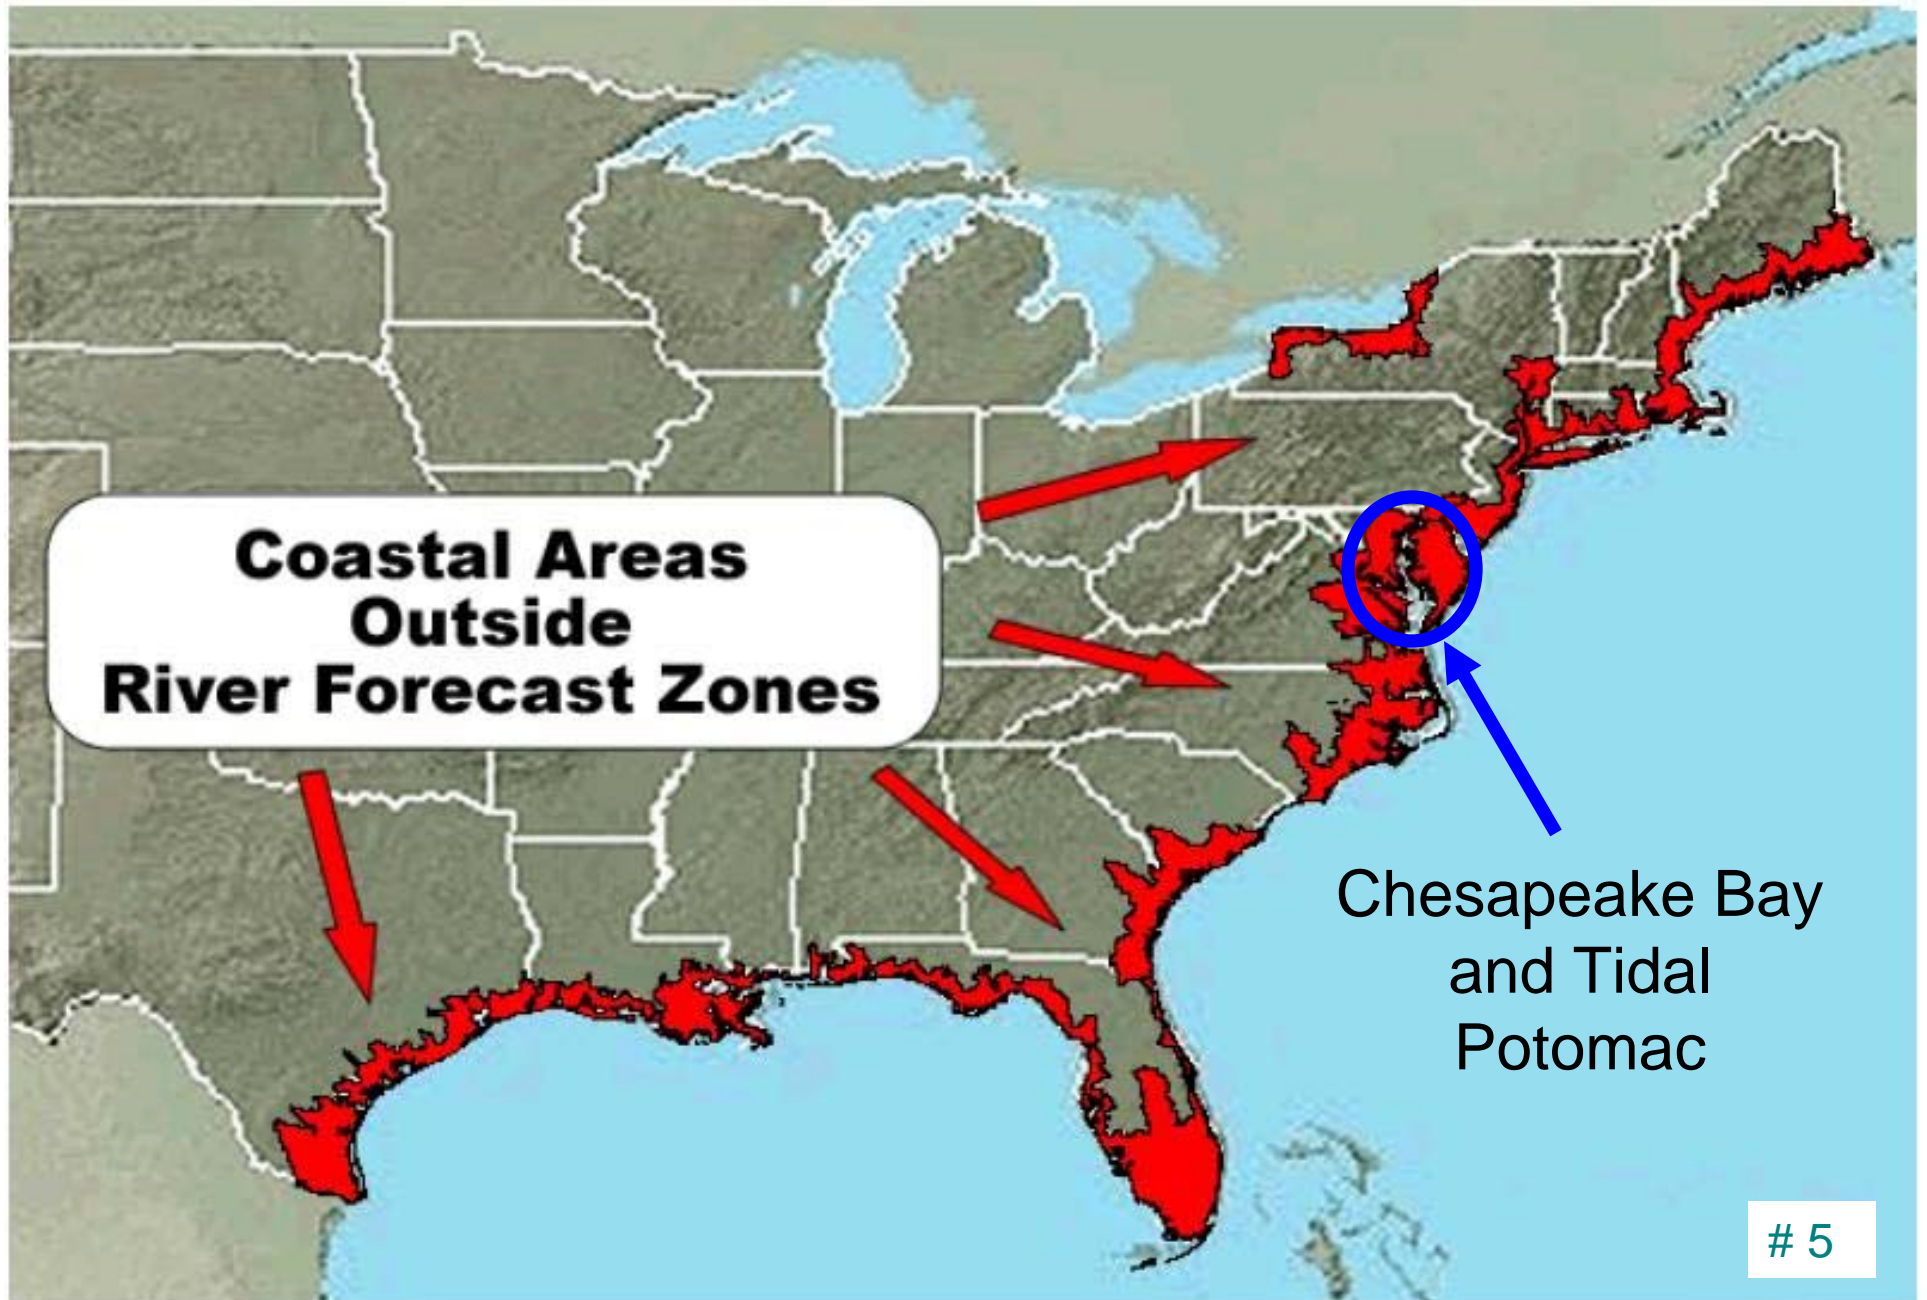 Coastal Areas
Outside
River Forecast Zones
Chesapeake Bay
and Tidal
Potomac
# 5